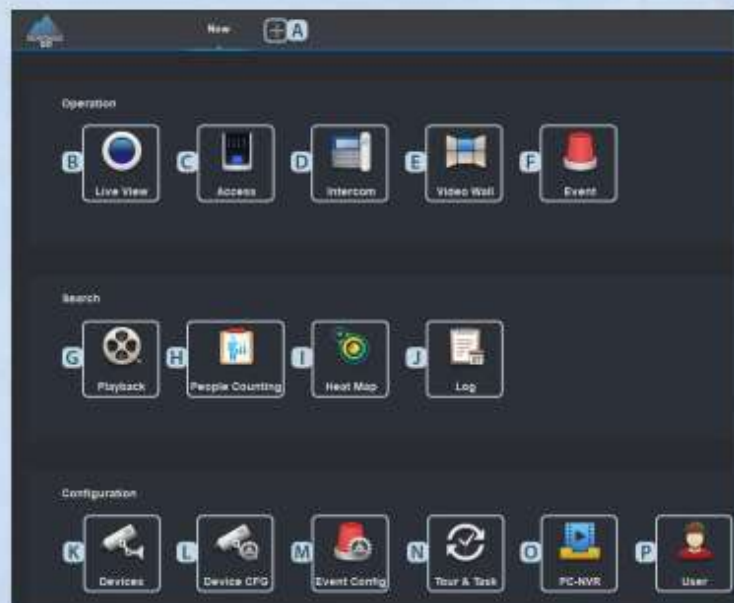 New
A
Operation
B
C
D
E
F
Live View
Access
Intercom
Video Wall
Event
Search
G
H
I
J
Playback
People Counting
Heat Map
Log
Configuration
K
L
M
N
O
P
Devices
Device CFG
Event Config
Tour & Task
PC-NVR
User